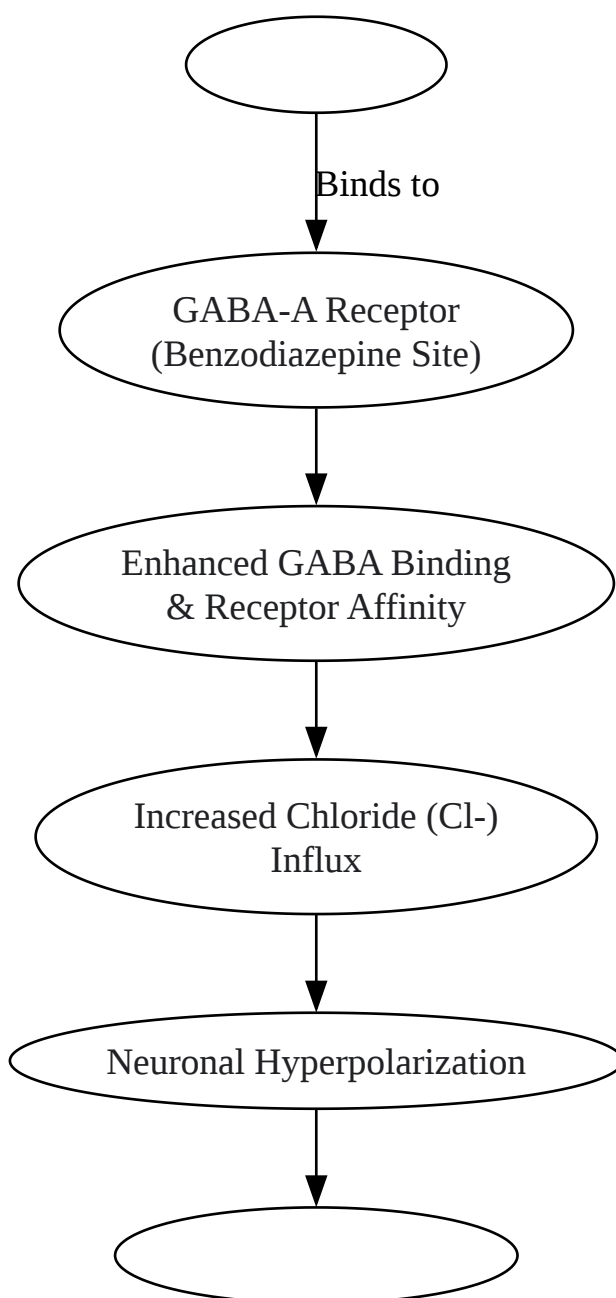 Binds to
GABA-A Receptor
(Benzodiazepine Site)
Enhanced GABA Binding
& Receptor Affinity
Increased Chloride (Cl-)
Influx
Neuronal Hyperpolarization